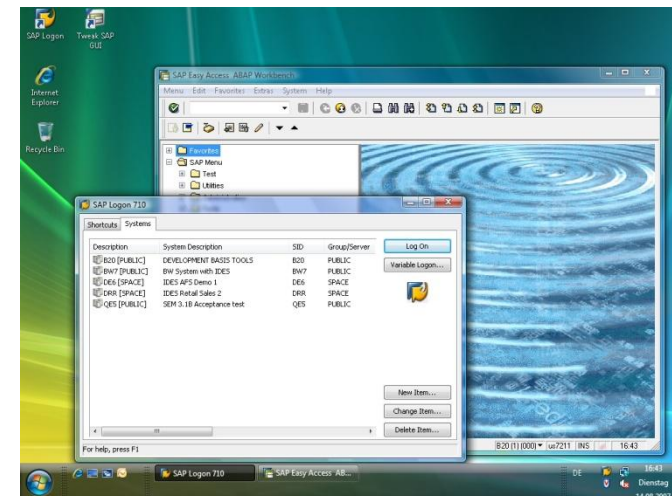 SAP Logon
Tweak SAP
GUI
Internet
Explorer
Recycle Bin
SAP Easy Access ABAP Workbench
Menu Edit Favorites Extras System Help
Favorites
SAP Menu
Test
Utilities
SAP Logon 710
Shortcuts Systems
Description System Description SID Group/Server
B20 [PUBLIC] DEVELOPMENT BASIS TOOLS B20 PUBLIC
BW7 [PUBLIC] BW System with IDES BW7 PUBLIC
DE6 [SPACE] IDES AFS Demo 1 DE6 SPACE
DRR [SPACE] IDES Retail Sales 2 DRR SPACE
QE5 [PUBLIC] SEM 3.1B Acceptance test QE5 PUBLIC
Log On
Variable Logon...
New Item...
Change Item...
Delete Item...
For help, press F1
B20 (1) (000) us7211 INS 16:43
SAP Logon 710 SAP Easy Access AB...
DE 16:43
Dienstag